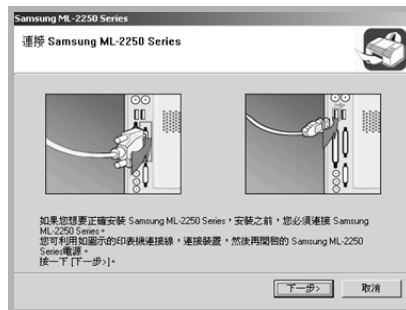 Samsung ML-2250 Series
連接 Samsung ML-2250 Series
如果您想要正確安裝 Samsung ML-2250 Series，安裝之前，您必須連接 Samsung
ML-2250 Series。
您可利用如圖示的印表機連接線，連接裝置，然後再開啓的 Samsung ML-2250
Series電源。
按一下 [下一步>]。
下一步>
取消